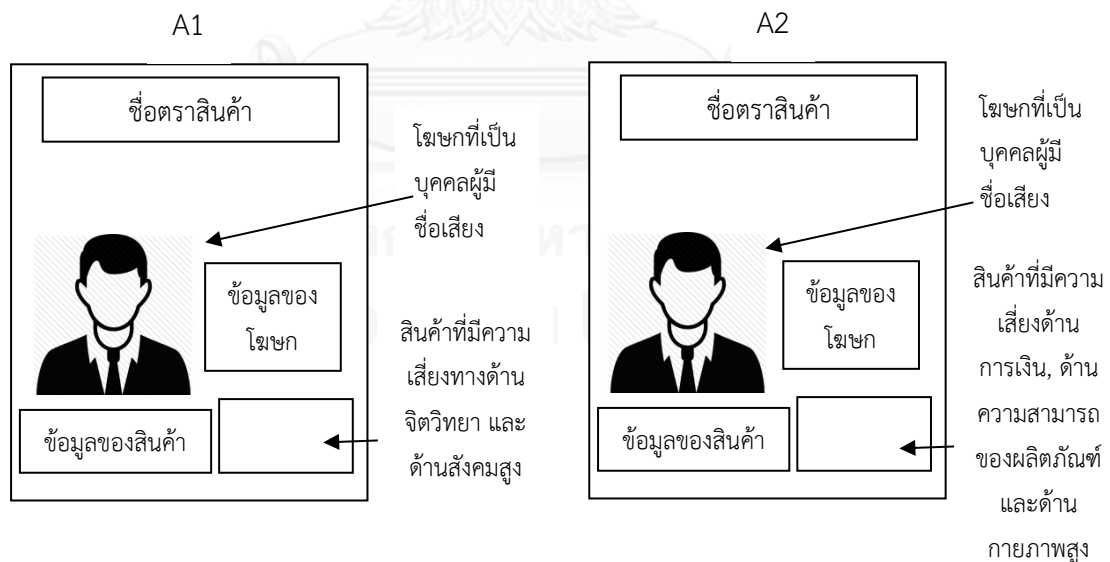 A1
ชื่อตราสินค้า
โฆษกที่เป็น
บุคคลผู้มี
ชื่อเสียง
ข้อมูลของ
โฆษก
สินค้าที่มีความ
เสี่ยงทางด้าน
จิตวิทยา และ
ด้านสังคมสูง
ข้อมูลของสินค้า
A2
ชื่อตราสินค้า
โฆษกที่เป็น
บุคคลผู้มี
ชื่อเสียง
ข้อมูลของ
โฆษก
สินค้าที่มีความ
เสี่ยงด้าน
การเงิน, ด้าน
ความสามารถ
ของผลิตภัณฑ์
และด้าน
กายภาพสูง
ข้อมูลของสินค้า